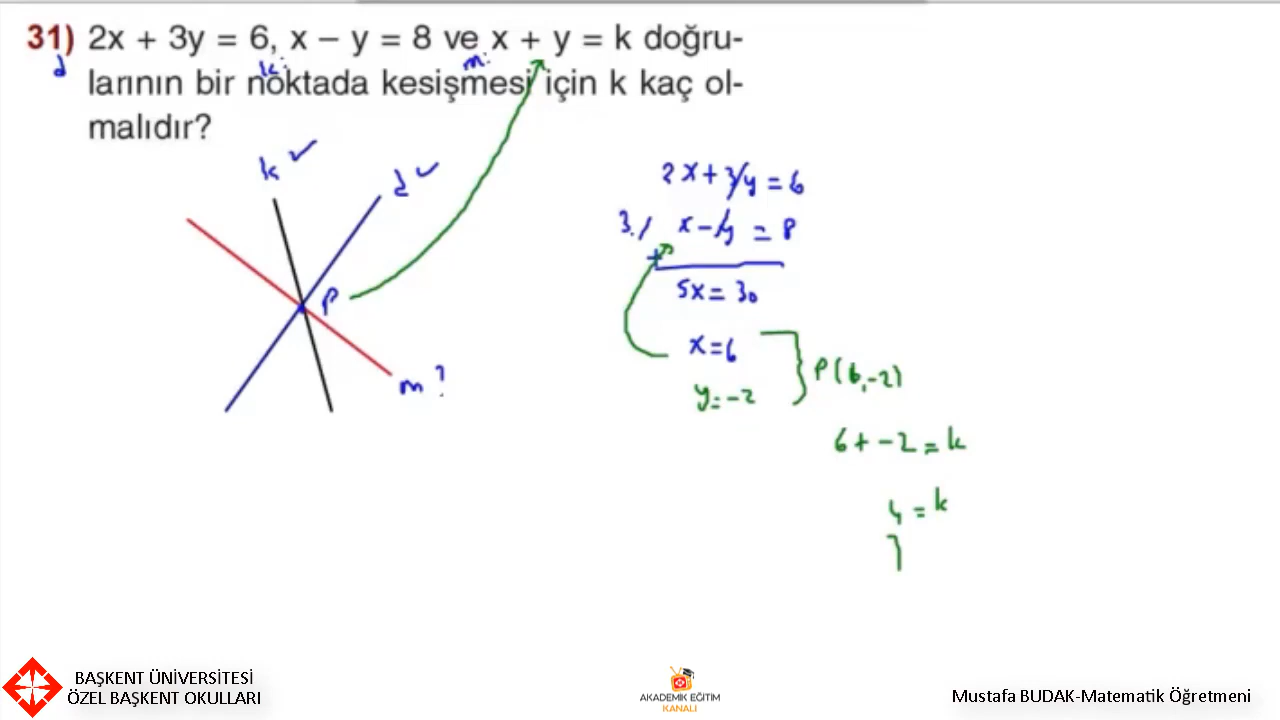 31) 2x + 3y = 6, x − y = 8 ve x + y = k doğru-
d k: m:
larının bir noktada kesişmesi için k kaç ol-
malıdır?
k
d
P
m ?
2x + 3y = 6
3. / x − y = 8
+
5x = 30
x = 6
y = −2
P(6, −2)
6 + −2 = k
4 = k
BAŞKENT ÜNİVERSİTESİ
ÖZEL BAŞKENT OKULLARI
AKADEMİK EĞİTİM
KANALI
Mustafa BUDAK-Matematik Öğretmeni